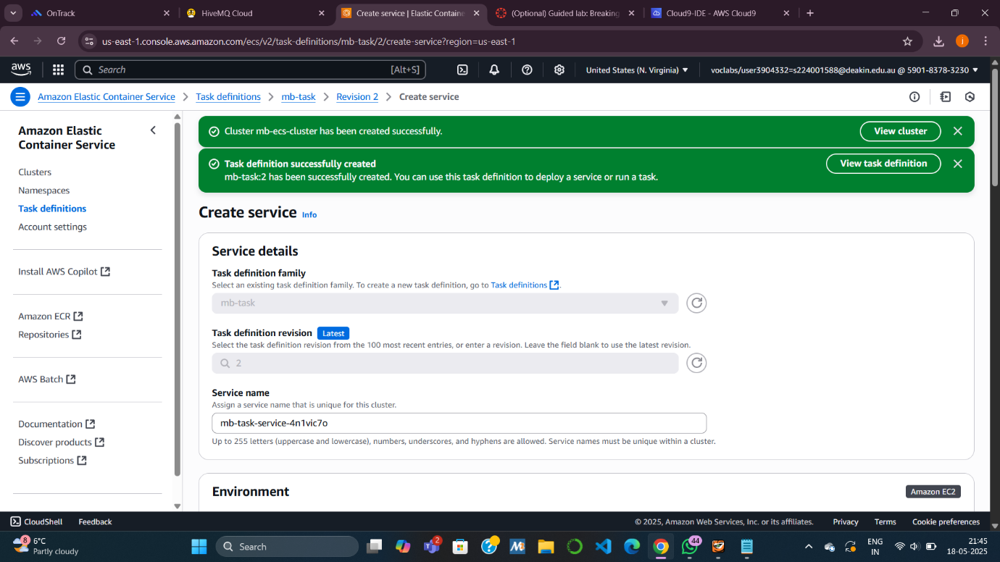 OnTrack
HiveMQ Cloud
Create service | Elastic Containe
(Optional) Guided lab: Breaking
Cloud9-IDE - AWS Cloud9
us-east-1.console.aws.amazon.com/ecs/v2/task-definitions/mb-task/2/create-service?region=us-east-1
j
aws
Search
[Alt+S]
United States (N. Virginia)
voclabs/user3904332=s224001588@deakin.edu.au @ 5901-8378-3230
Amazon Elastic Container Service
Task definitions
mb-task
Revision 2
Create service
Amazon Elastic
Container Service
Clusters
Namespaces
Task definitions
Account settings
Install AWS Copilot
Amazon ECR
Repositories
AWS Batch
Documentation
Discover products
Subscriptions
Cluster mb-ecs-cluster has been created successfully.
View cluster
Task definition successfully created
mb-task:2 has been successfully created. You can use this task definition to deploy a service or run a task.
View task definition
Create service Info
Service details
Task definition family
Select an existing task definition family. To create a new task definition, go to Task definitions.
mb-task
Task definition revision Latest
Select the task definition revision from the 100 most recent entries, or enter a revision. Leave the field blank to use the latest revision.
2
Service name
Assign a service name that is unique for this cluster.
mb-task-service-4n1vic7o
Up to 255 letters (uppercase and lowercase), numbers, underscores, and hyphens are allowed. Service names must be unique within a cluster.
Environment
Amazon EC2
CloudShell
Feedback
© 2025, Amazon Web Services, Inc. or its affiliates.
Privacy
Terms
Cookie preferences
8
6°C
Partly cloudy
Search
2
44
ENG
IN
21:45
18-05-2025